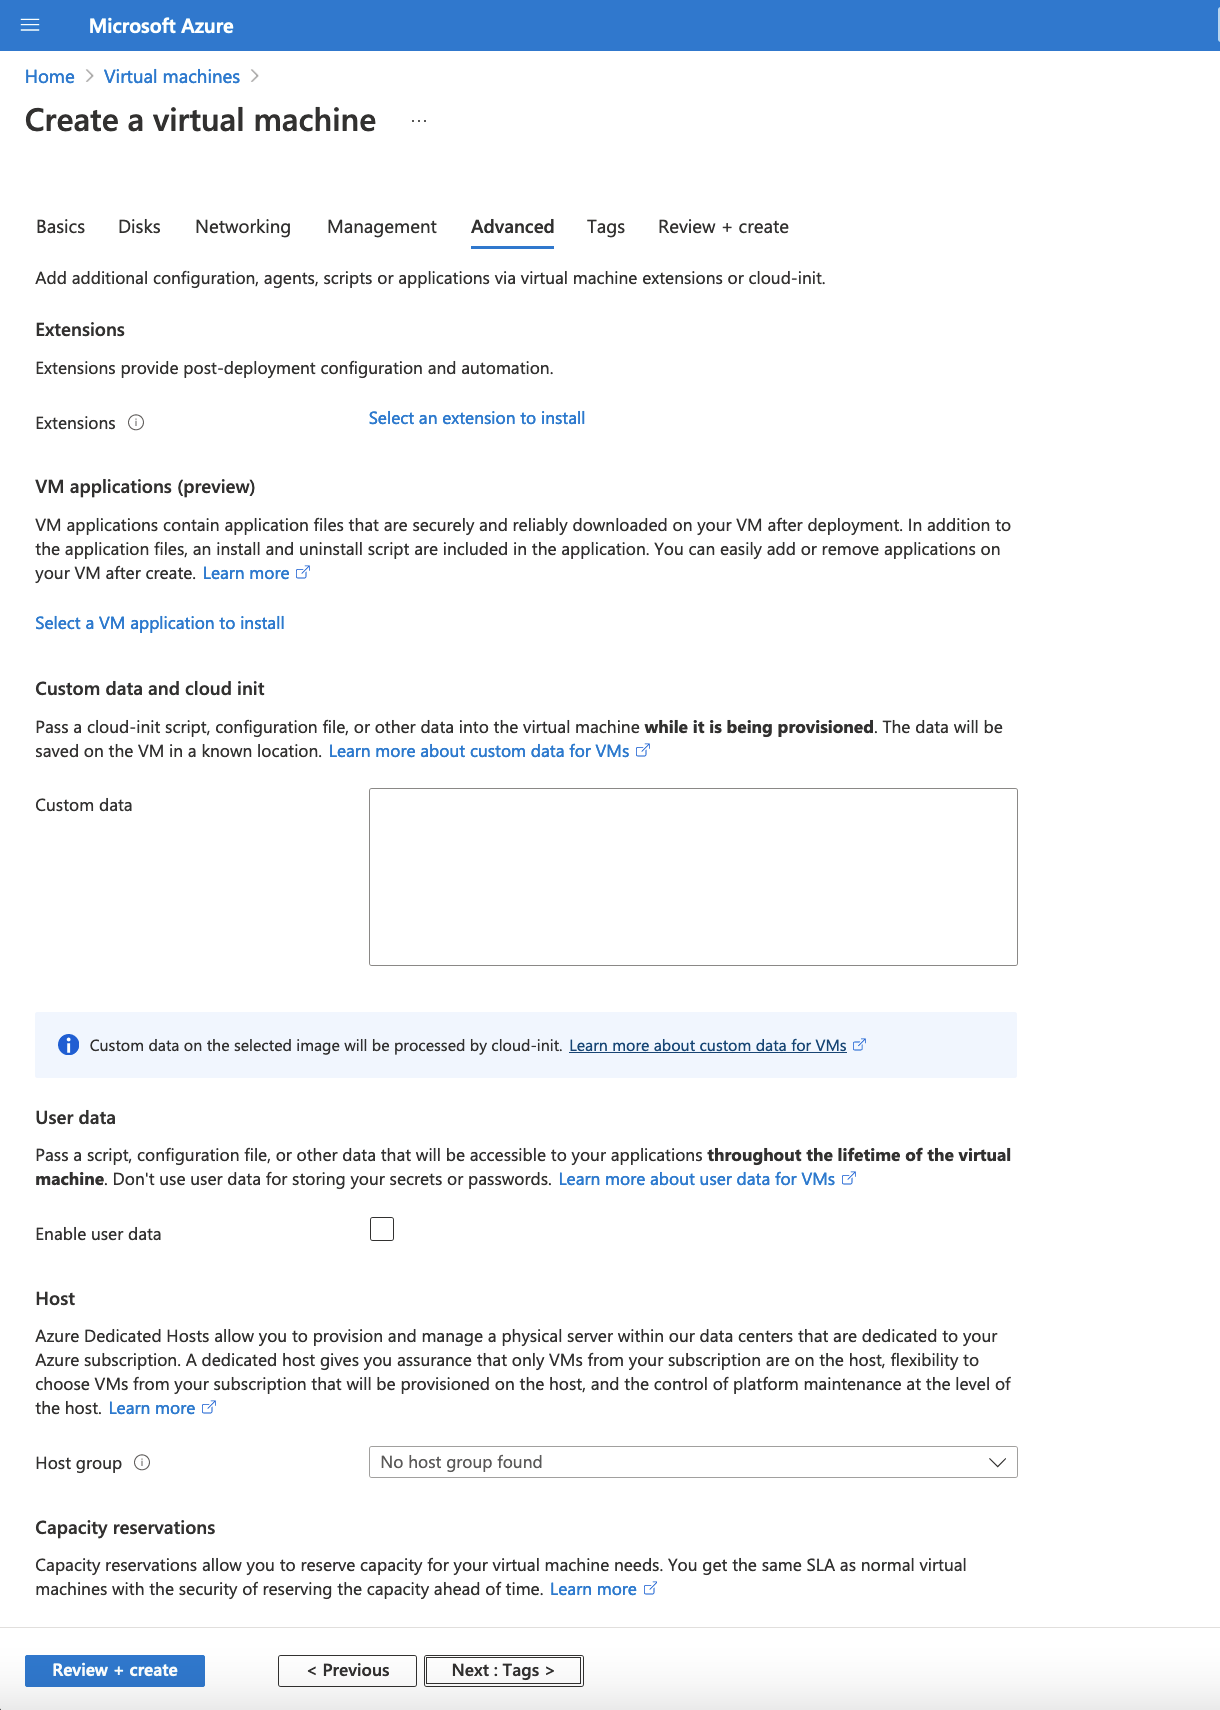 Microsoft Azure
Home > Virtual machines >
Create a virtual machine ...
Basics Disks Networking Management Advanced Tags Review + create
Add additional configuration, agents, scripts or applications via virtual machine extensions or cloud-init.
Extensions
Extensions provide post-deployment configuration and automation.
Extensions Select an extension to install
VM applications (preview)
VM applications contain application files that are securely and reliably downloaded on your VM after deployment. In addition to
the application files, an install and uninstall script are included in the application. You can easily add or remove applications on
your VM after create. Learn more
Select a VM application to install
Custom data and cloud init
Pass a cloud-init script, configuration file, or other data into the virtual machine while it is being provisioned. The data will be
saved on the VM in a known location. Learn more about custom data for VMs
Custom data
Custom data on the selected image will be processed by cloud-init. Learn more about custom data for VMs
User data
Pass a script, configuration file, or other data that will be accessible to your applications throughout the lifetime of the virtual
machine. Don't use user data for storing your secrets or passwords. Learn more about user data for VMs
Enable user data
Host
Azure Dedicated Hosts allow you to provision and manage a physical server within our data centers that are dedicated to your
Azure subscription. A dedicated host gives you assurance that only VMs from your subscription are on the host, flexibility to
choose VMs from your subscription that will be provisioned on the host, and the control of platform maintenance at the level of
the host. Learn more
Host group No host group found
Capacity reservations
Capacity reservations allow you to reserve capacity for your virtual machine needs. You get the same SLA as normal virtual
machines with the security of reserving the capacity ahead of time. Learn more
Review + create < Previous Next : Tags >